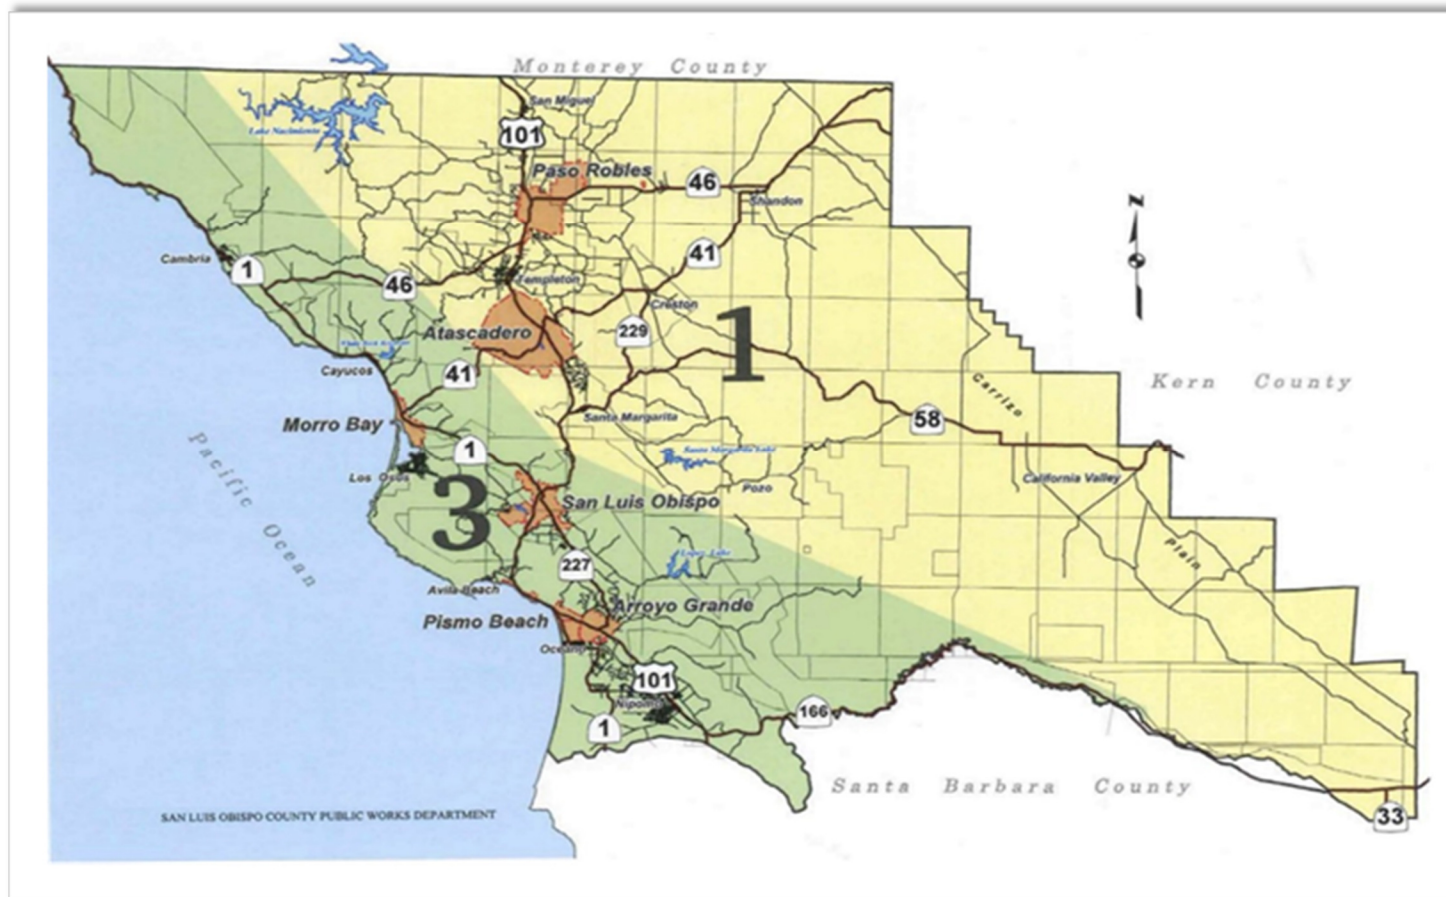 Monterey County
San Miguel
101
Lake Nacimiento
Paso Robles
46
Shandon
41
Cambria
1
46
Templeton
Creston
229
Atascadero
1
Cayucos
41
Carrizo
Kern County
58
Santa Margarita
Morro Bay
1
Santa Margarita Lake
Los Osos
Pozo
California Valley
3
San Luis Obispo
Pacific Ocean
Plain
Lopez Lake
227
Avila Beach
Arroyo Grande
Pismo Beach
Oceano
101
Nipomo
166
1
Santa Barbara County
SAN LUIS OBISPO COUNTY PUBLIC WORKS DEPARTMENT
33
N